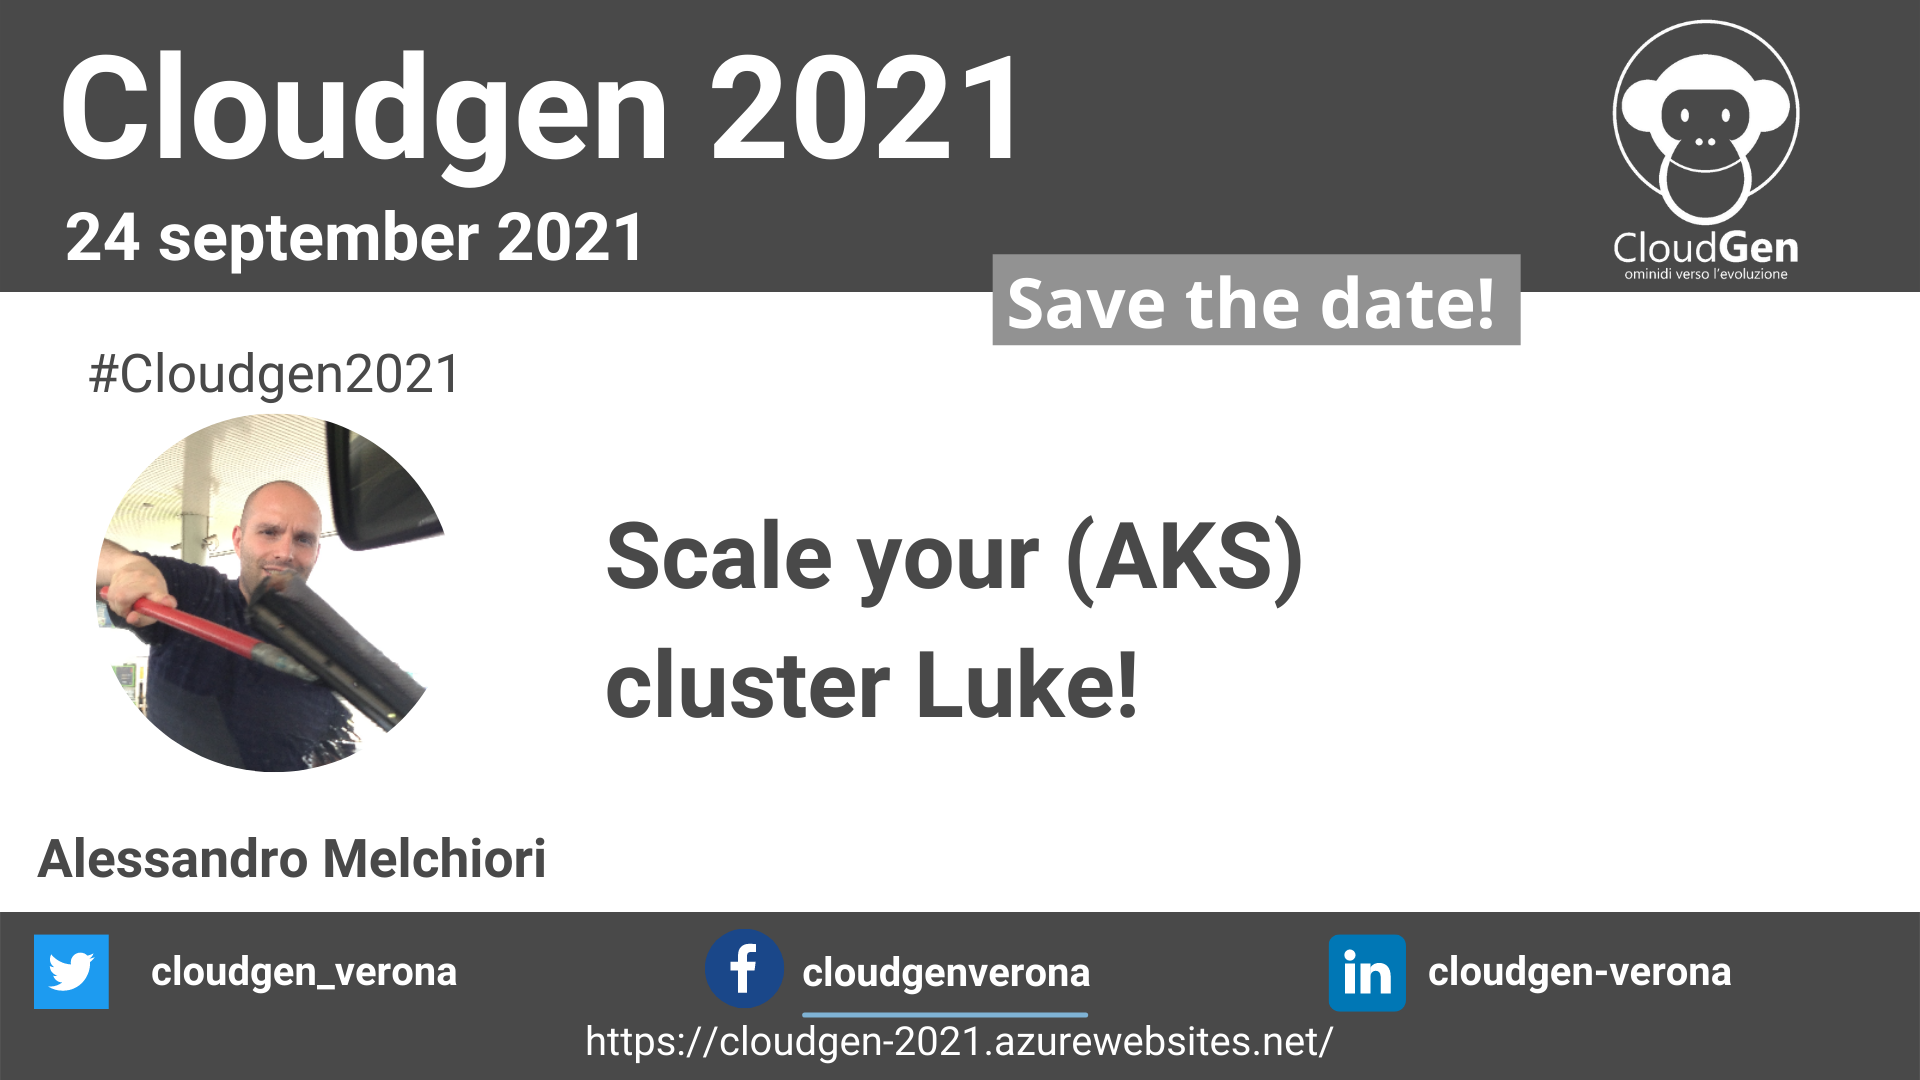 Cloudgen 2021
24 september 2021
CloudGen
ominidi verso l'evoluzione
Save the date!
#Cloudgen2021
Scale your (AKS)
cluster Luke!
Alessandro Melchiori
cloudgen_verona
cloudgenverona
cloudgen-verona
https://cloudgen-2021.azurewebsites.net/